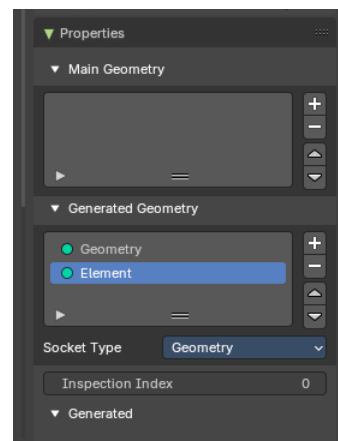 Properties
Main Geometry
Generated Geometry
Geometry
Element
Socket Type Geometry
Inspection Index 0
Generated